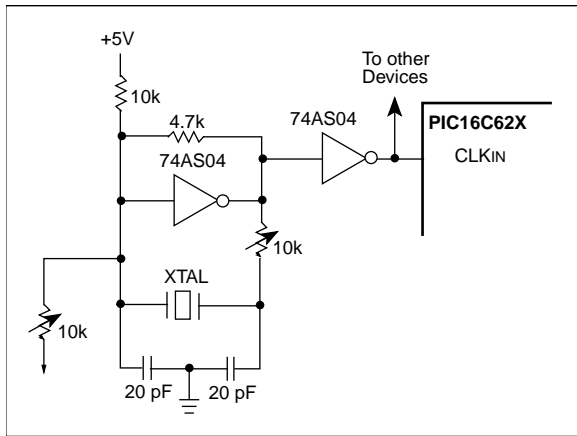 +5V
10k
4.7k
74AS04
74AS04
To other
Devices
PIC16C62X
CLKIN
10k
XTAL
10k
20 pF
20 pF